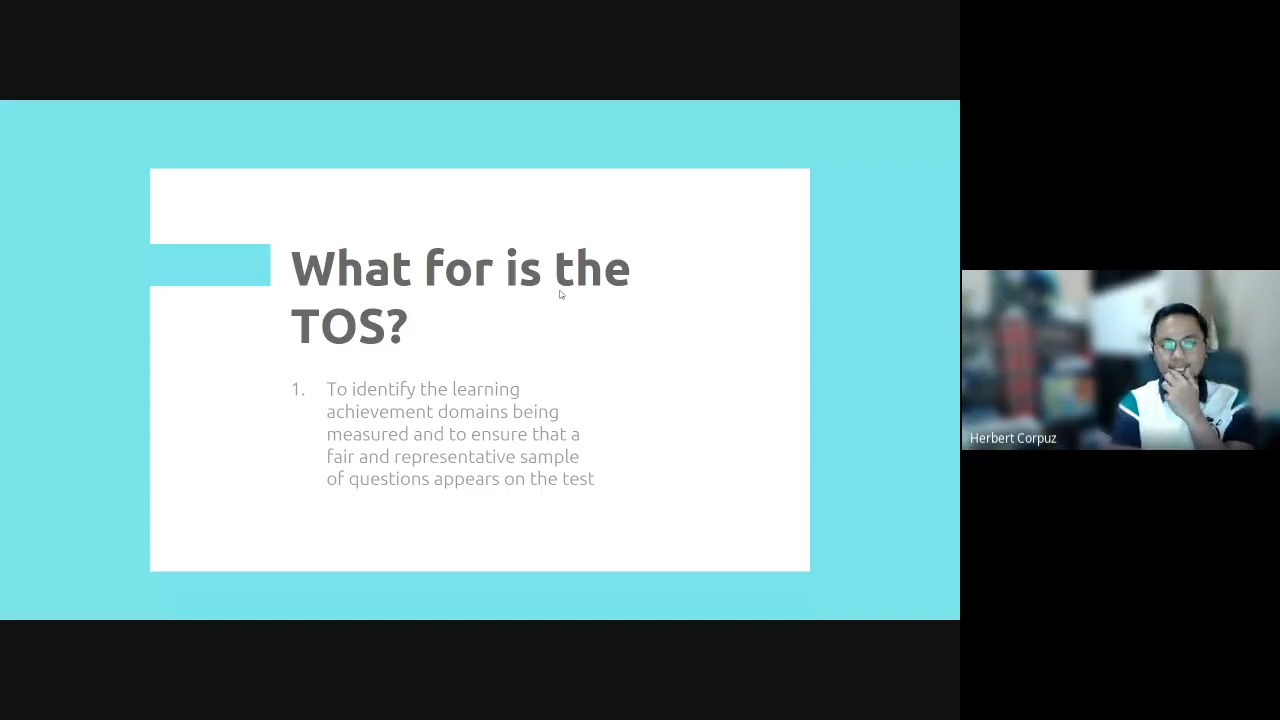 What for is the
TOS?
1. To identify the learning
achievement domains being
measured and to ensure that a
fair and representative sample
of questions appears on the test
Herbert Corpuz